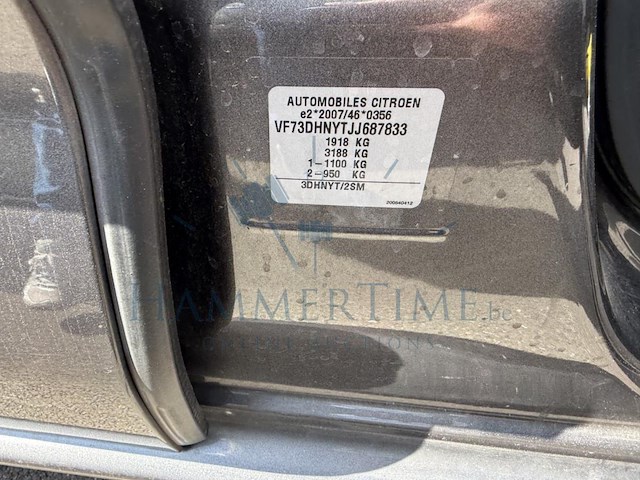 AUTOMOBILES CITROEN
e2*2007/46*0356
VF73DHNYTJJ687833
1918 KG
3188 KG
1-1100 KG
2-950 KG
3DHNYT/2SM
200640412
HAMMERTIME.be